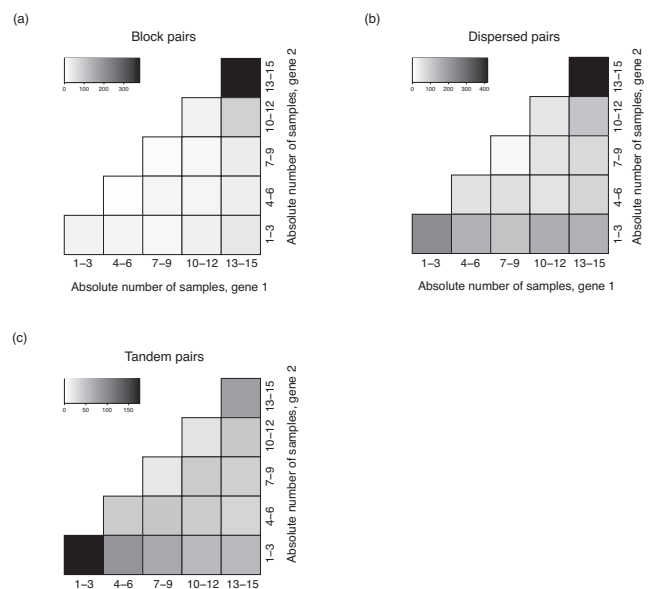 (a)
Block pairs
0 100 200 300
13–15
10–12
7–9
4–6
1–3
Absolute number of samples, gene 2
1–3 4–6 7–9 10–12 13–15
Absolute number of samples, gene 1
(b)
Dispersed pairs
0 100 200 300 400
13–15
10–12
7–9
4–6
1–3
Absolute number of samples, gene 2
1–3 4–6 7–9 10–12 13–15
Absolute number of samples, gene 1
(c)
Tandem pairs
0 50 100 150
13–15
10–12
7–9
4–6
1–3
Absolute number of samples, gene 2
1–3 4–6 7–9 10–12 13–15